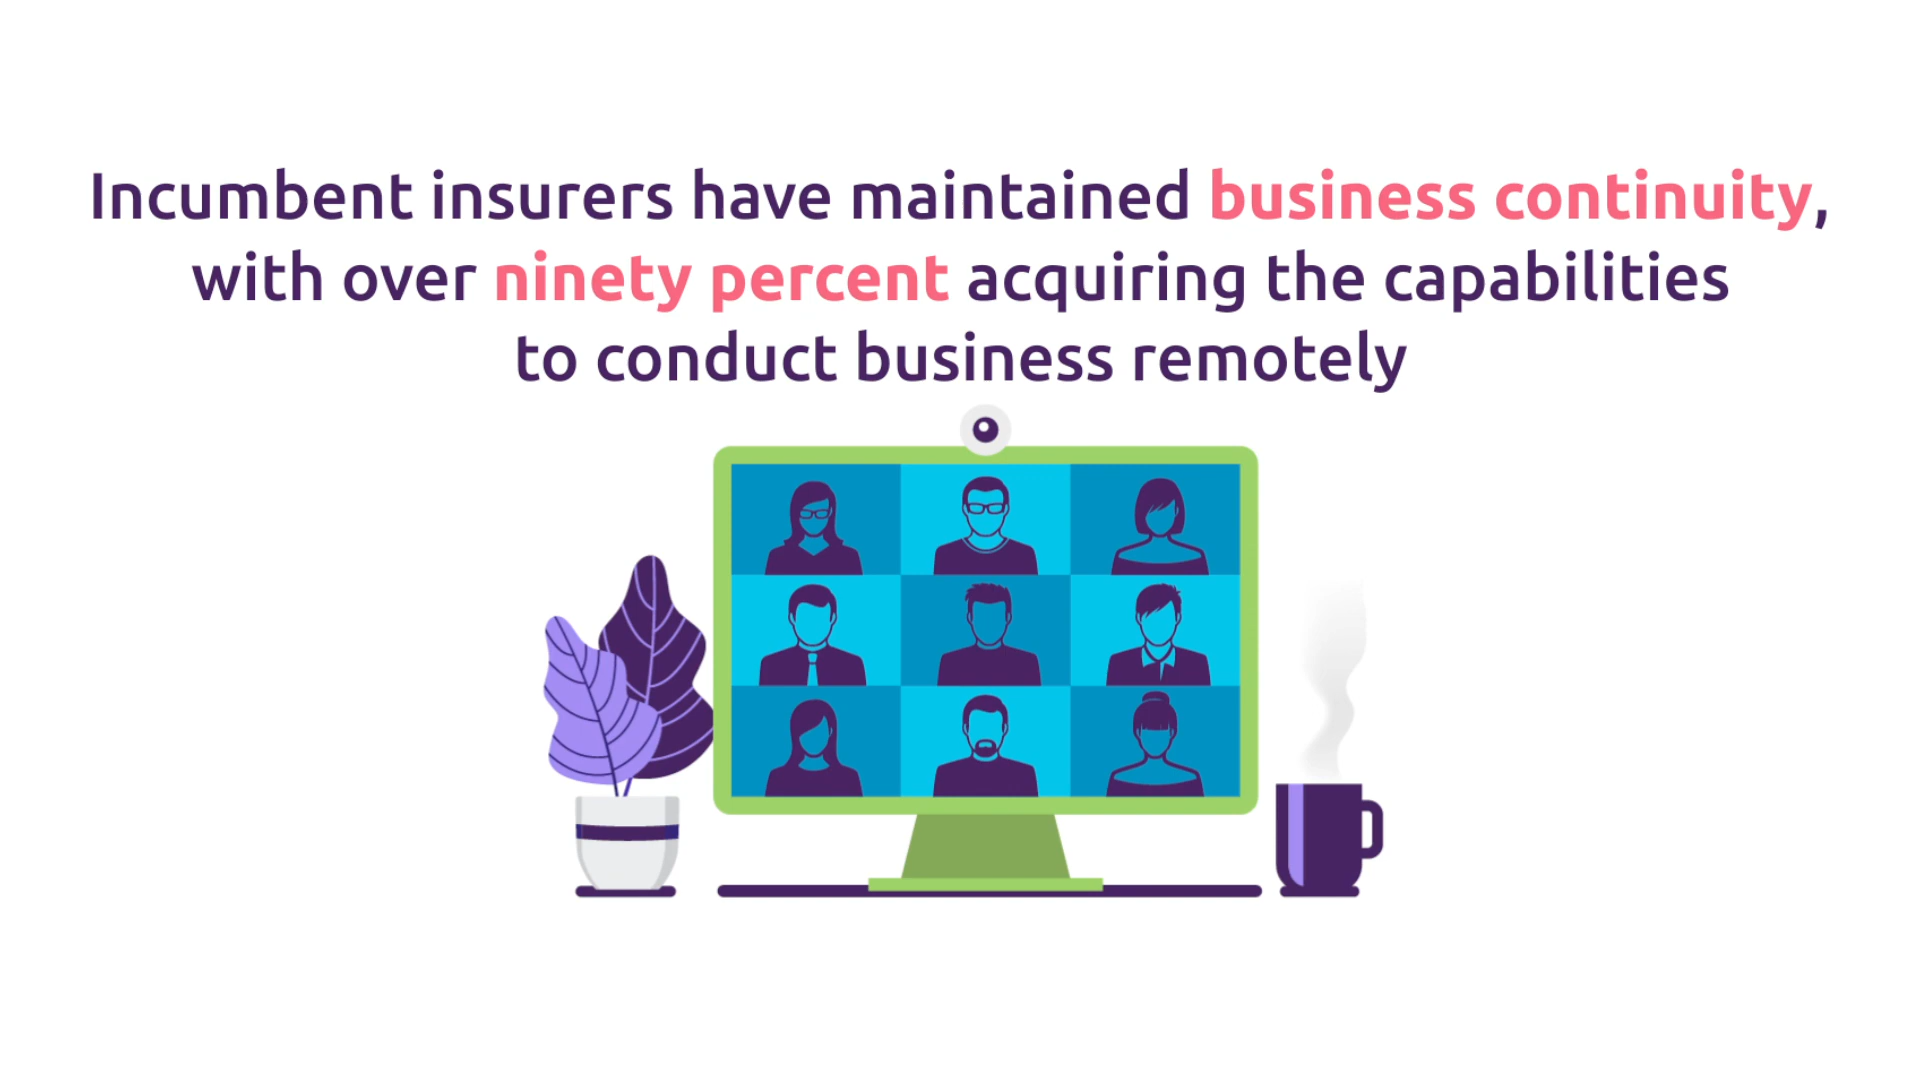 Incumbent insurers have maintained business continuity,
with over ninety percent acquiring the capabilities
to conduct business remotely